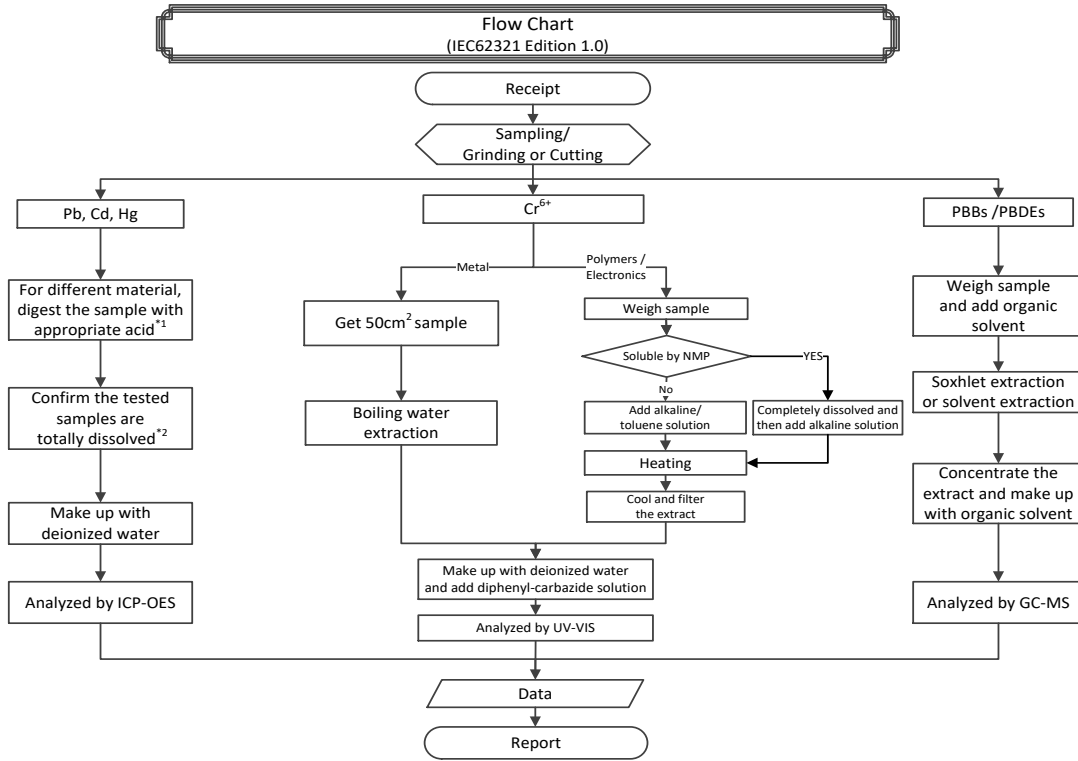 Flow Chart
(IEC62321 Edition 1.0)
Receipt
Sampling/
Grinding or Cutting
Pb, Cd, Hg
Cr6+
PBBs /PBDEs
For different material,
digest the sample with
appropriate acid*1
Confirm the tested
samples are
totally dissolved*2
Make up with
deionized water
Analyzed by ICP-OES
Metal
Get 50cm2 sample
Boiling water
extraction
Polymers /
Electronics
Weigh sample
Soluble by NMP
YES
No
Add alkaline/
toluene solution
Completely dissolved and
then add alkaline solution
Heating
Cool and filter
the extract
Make up with deionized water
and add diphenyl-carbazide solution
Analyzed by UV-VIS
Weigh sample
and add organic
solvent
Soxhlet extraction
or solvent extraction
Concentrate the
extract and make up
with organic solvent
Analyzed by GC-MS
Data
Report